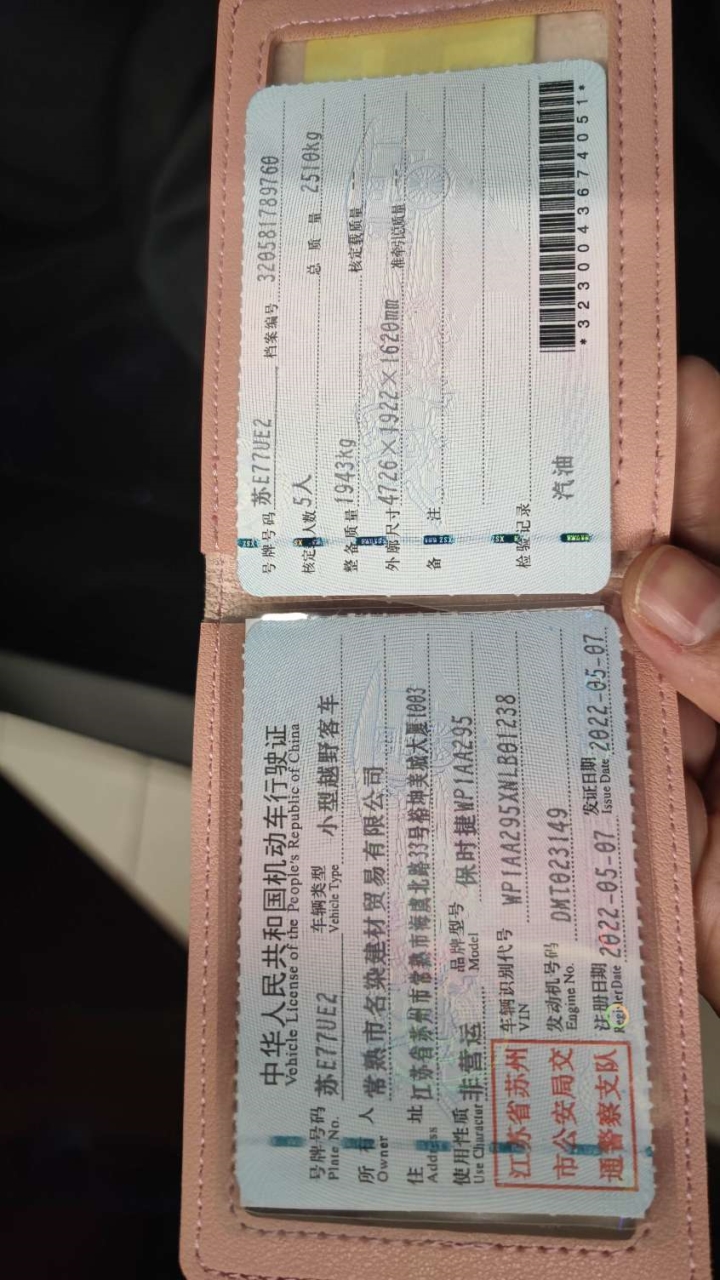 中华人民共和国机动车行驶证
Vehicle License of the People's Republic of China
号牌号码 苏E77UE2 车辆类型 小型越野客车
Plate No. Vehicle Type
所有人 常熟市名染建材贸易有限公司
Owner
住址 江苏省苏州市常熟市海虞北路33号裕坤美城大厦1003
Address
使用性质 非营运 品牌型号 保时捷WP1AA295
Use Character Model
江苏省苏州
市公安局交
通警察支队
车辆识别代号 WP1AA295XNLB01238
VIN
发动机号码 DMT023149
Engine No.
注册日期 2022-05-07 发证日期 2022-05-07
Register Date Issue Date
号牌号码 苏E77UE2 档案编号 320581789760
核定人数 5人 总质量 2510kg
整备质量 1943kg 核定载质量
外廓尺寸 4726×1922×1620mm 准牵引总质量
备注
检验记录
汽油
*3230043674051*